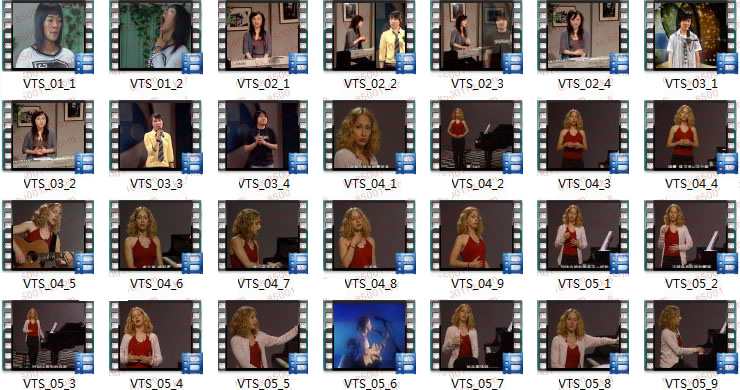 VTS_01_1 VTS_01_2 VTS_02_1 VTS_02_2 VTS_02_3 VTS_02_4 VTS_03_1
VTS_03_2 VTS_03_3 VTS_03_4 VTS_04_1 VTS_04_2 VTS_04_3 VTS_04_4
VTS_04_5 VTS_04_6 VTS_04_7 VTS_04_8 VTS_04_9 VTS_05_1 VTS_05_2
VTS_05_3 VTS_05_4 VTS_05_5 VTS_05_6 VTS_05_7 VTS_05_8 VTS_05_9